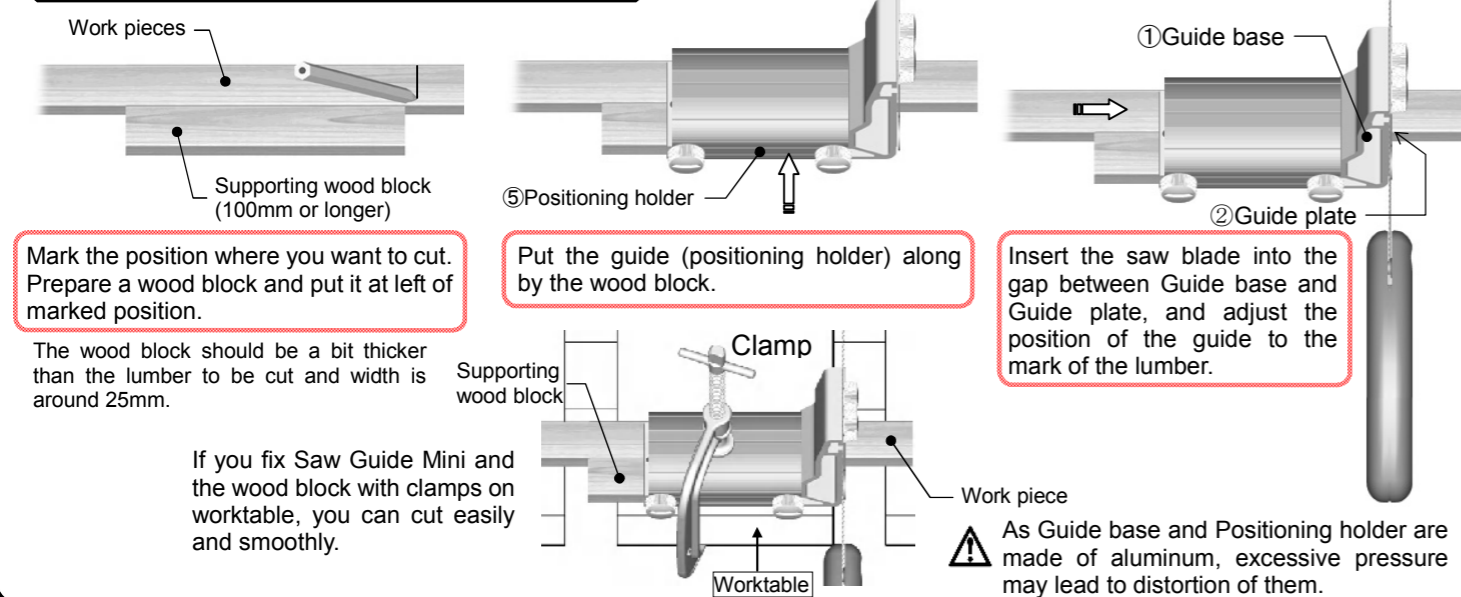 Work pieces
Supporting wood block
(100mm or longer)
Mark the position where you want to cut.
Prepare a wood block and put it at left of
marked position.
The wood block should be a bit thicker
than the lumber to be cut and width is
around 25mm.
⑤Positioning holder
Put the guide (positioning holder) along
by the wood block.
①Guide base
②Guide plate
Insert the saw blade into the
gap between Guide base and
Guide plate, and adjust the
position of the guide to the
mark of the lumber.
If you fix Saw Guide Mini and
the wood block with clamps on
worktable, you can cut easily
and smoothly.
Clamp
Supporting
wood block
Work piece
Worktable
As Guide base and Positioning holder are
made of aluminum, excessive pressure
may lead to distortion of them.